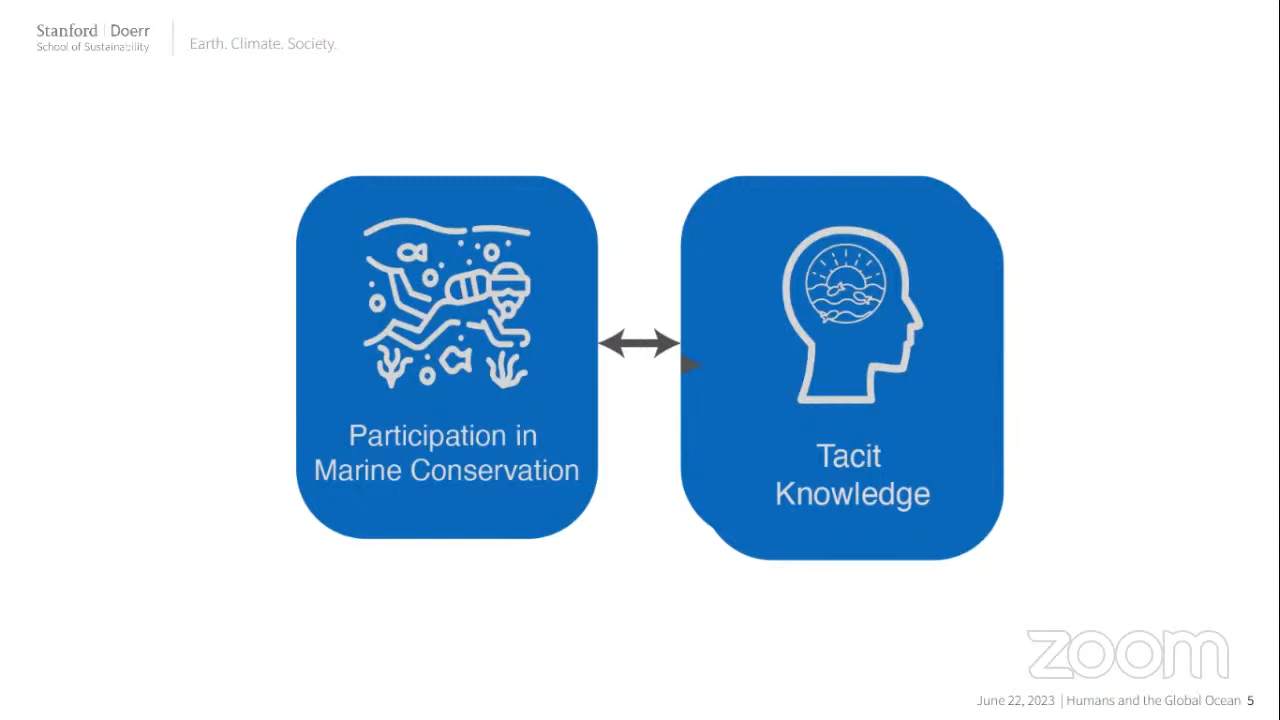 Stanford | Doerr
School of Sustainability
Earth. Climate. Society.
Participation in
Marine Conservation
Tacit
Knowledge
zoom
June 22, 2023 | Humans and the Global Ocean 5